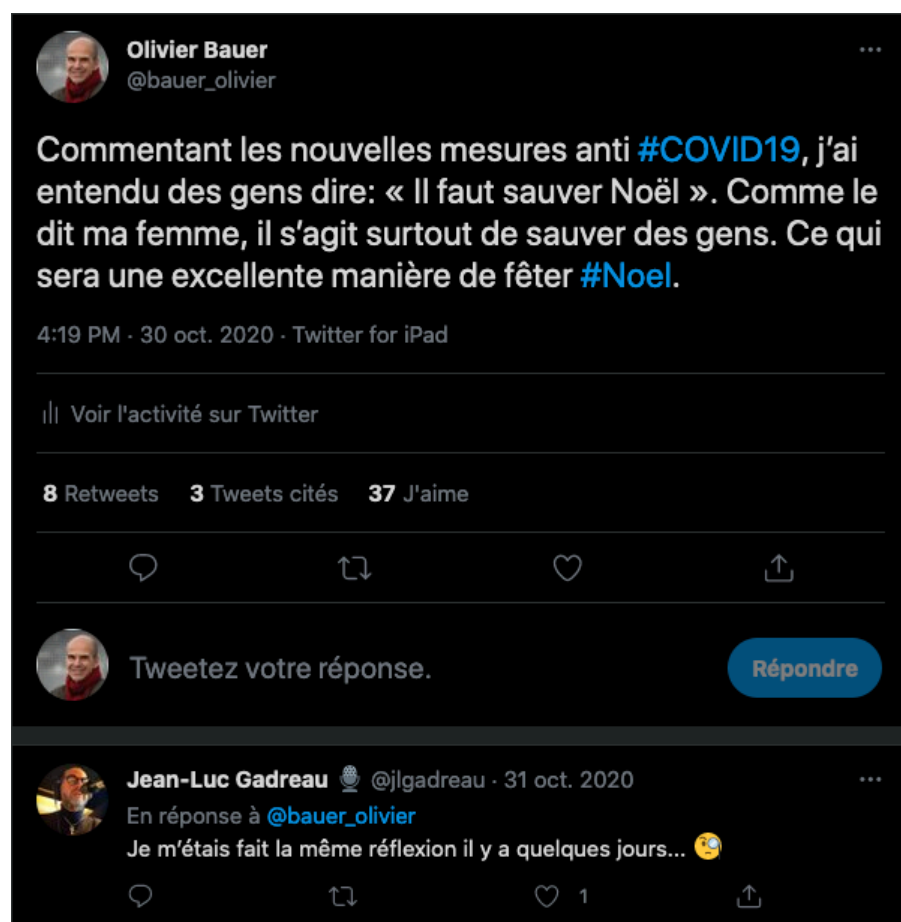 Olivier Bauer
@bauer_olivier
Commentant les nouvelles mesures anti #COVID19, j'ai
entendu des gens dire: « Il faut sauver Noël ». Comme le
dit ma femme, il s'agit surtout de sauver des gens. Ce qui
sera une excellente manière de fêter #Noel.
4:19 PM · 30 oct. 2020 · Twitter for iPad
Voir l'activité sur Twitter
8 Retweets 3 Tweets cités 37 J'aime
Tweetez votre réponse. Répondre
Jean-Luc Gadreau @jlgadreau · 31 oct. 2020
En réponse à @bauer_olivier
Je m'étais fait la même réflexion il y a quelques jours... 🧐
1